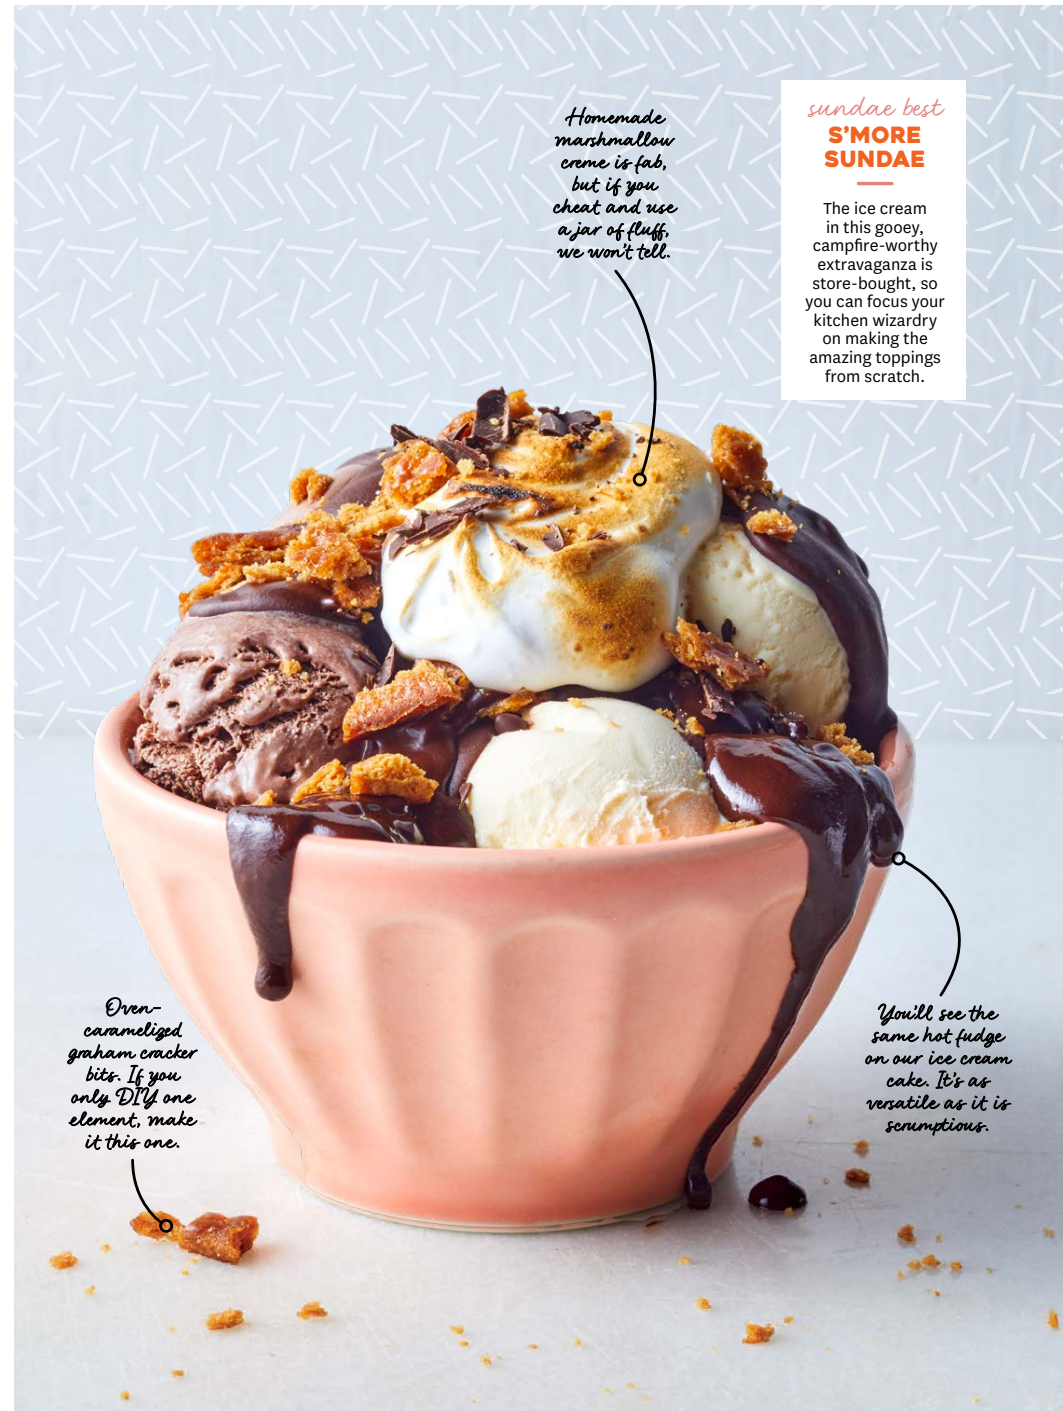 Homemade
marshmallow
creme is fab,
but if you
cheat and use
a jar of fluff,
we won't tell.
sundae best
S'MORE
SUNDAE
The ice cream
in this gooey,
campfire-worthy
extravaganza is
store-bought, so
you can focus your
kitchen wizardry
on making the
amazing toppings
from scratch.
Oven-
caramelized
graham cracker
bits. If you
only DIY one
element, make
it this one.
You'll see the
same hot fudge
on our ice cream
cake. It's as
versatile as it is
scrumptious.